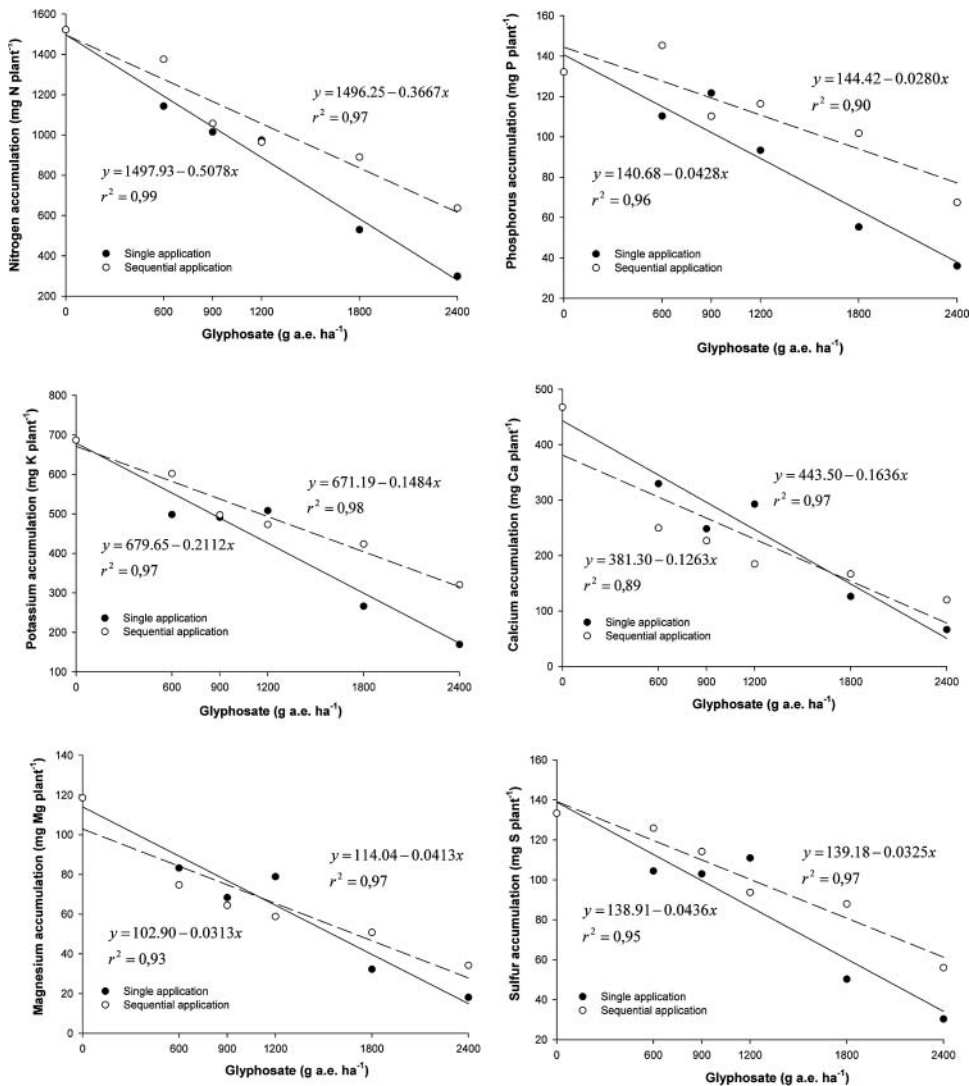 Nitrogen accumulation (mg N plant⁻¹)
1600
1400
1200
1000
800
600
400
200
y = 1496.25 − 0.3667x
r² = 0,97
y = 1497.93 − 0.5078x
r² = 0,99
● Single application
○ Sequential application
0 600 900 1200 1800 2400
Glyphosate (g a.e. ha⁻¹)
Phosphorus accumulation (mg P plant⁻¹)
160
140
120
100
80
60
40
20
y = 144.42 − 0.0280x
r² = 0,90
y = 140.68 − 0.0428x
r² = 0,96
● Single application
○ Sequential application
0 600 900 1200 1800 2400
Glyphosate (g a.e. ha⁻¹)
Potassium accumulation (mg K plant⁻¹)
800
700
600
500
400
300
200
100
y = 671.19 − 0.1484x
r² = 0,98
y = 679.65 − 0.2112x
r² = 0,97
● Single application
○ Sequential application
0 600 900 1200 1800 2400
Glyphosate (g a.e. ha⁻¹)
Calcium accumulation (mg Ca plant⁻¹)
500
400
300
200
100
0
y = 443.50 − 0.1636x
r² = 0,97
y = 381.30 − 0.1263x
r² = 0,89
● Single application
○ Sequential application
0 600 900 1200 1800 2400
Glyphosate (g a.e. ha⁻¹)
Magnesium accumulation (mg Mg plant⁻¹)
140
120
100
80
60
40
20
0
y = 114.04 − 0.0413x
r² = 0,97
y = 102.90 − 0.0313x
r² = 0,93
● Single application
○ Sequential application
0 600 900 1200 1800 2400
Glyphosate (g a.e. ha⁻¹)
Sulfur accumulation (mg S plant⁻¹)
160
140
120
100
80
60
40
20
y = 139.18 − 0.0325x
r² = 0,97
y = 138.91 − 0.0436x
r² = 0,95
● Single application
○ Sequential application
0 600 900 1200 1800 2400
Glyphosate (g a.e. ha⁻¹)